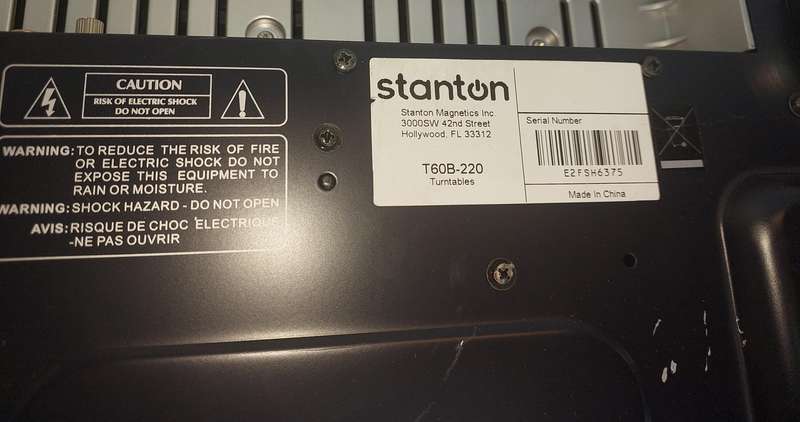 CAUTION
RISK OF ELECTRIC SHOCK
DO NOT OPEN
WARNING: TO REDUCE THE RISK OF FIRE
OR ELECTRIC SHOCK DO NOT
EXPOSE THIS EQUIPMENT TO
RAIN OR MOISTURE.
WARNING: SHOCK HAZARD - DO NOT OPEN
AVIS: RISQUE DE CHOC 'ELECTRIQUE
-NE PAS OUVRIR
stanton
Stanton Magnetics Inc
3000SW 42nd Street
Hollywood, FL 33312
T60B-220
Turntables
Serial Number
E2FSH6375
Made In China